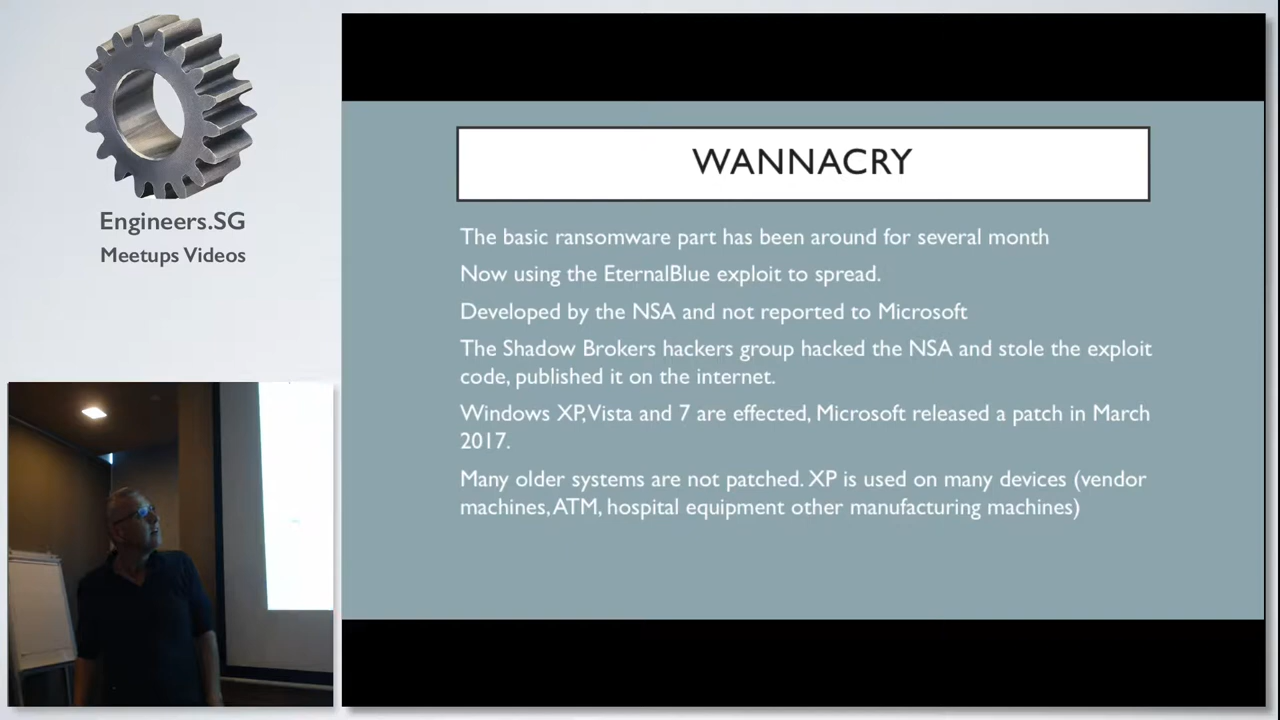 Engineers.SG
Meetups Videos
WANNACRY
The basic ransomware part has been around for several month
Now using the EternalBlue exploit to spread.
Developed by the NSA and not reported to Microsoft
The Shadow Brokers hackers group hacked the NSA and stole the exploit
code, published it on the internet.
Windows XP,Vista and 7 are effected, Microsoft released a patch in March
2017.
Many older systems are not patched. XP is used on many devices (vendor
machines,ATM, hospital equipment other manufacturing machines)